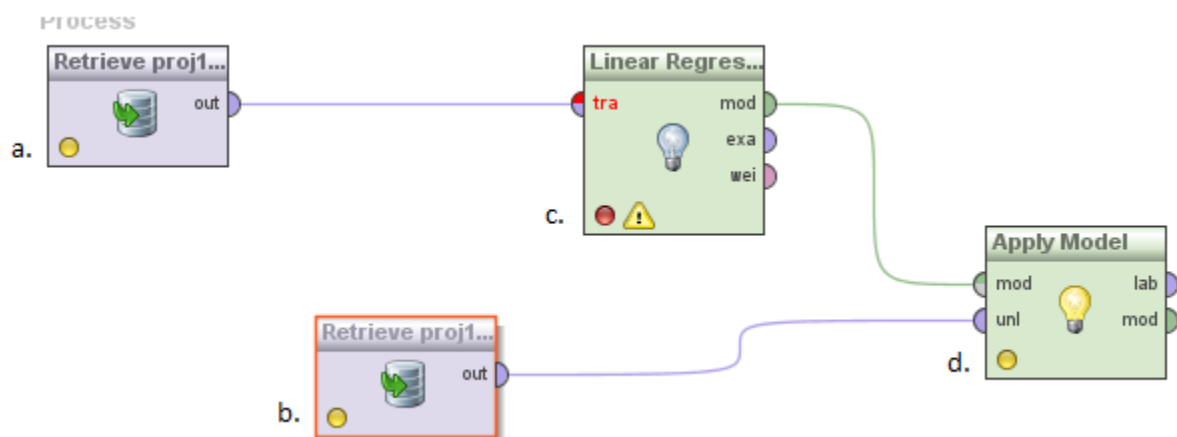 Process
Retrieve proj1...
out
a.
Linear Regres...
tra
mod
exa
wei
c.
Apply Model
mod
lab
unl
mod
d.
Retrieve proj1...
out
b.